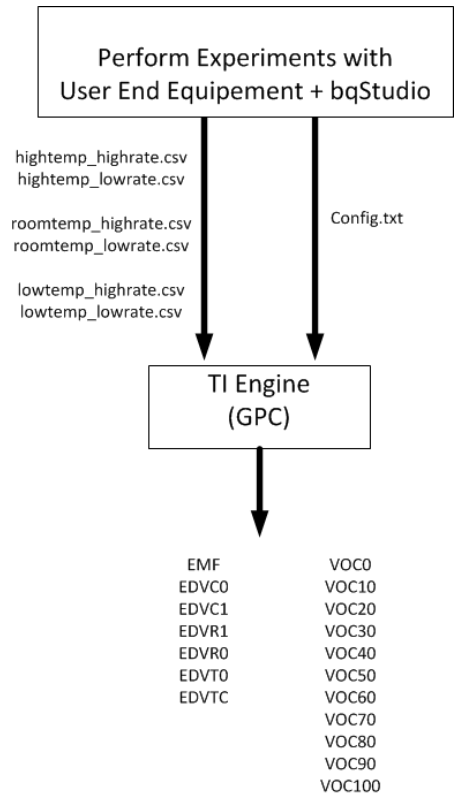 Perform Experiments with
User End Equipement + bqStudio
hightemp_highrate.csv
hightemp_lowrate.csv
roomtemp_highrate.csv
roomtemp_lowrate.csv
lowtemp_highrate.csv
lowtemp_lowrate.csv
Config.txt
TI Engine
(GPC)
EMF
EDVC0
EDVC1
EDVR1
EDVR0
EDVT0
EDVTC
VOC0
VOC10
VOC20
VOC30
VOC40
VOC50
VOC60
VOC70
VOC80
VOC90
VOC100